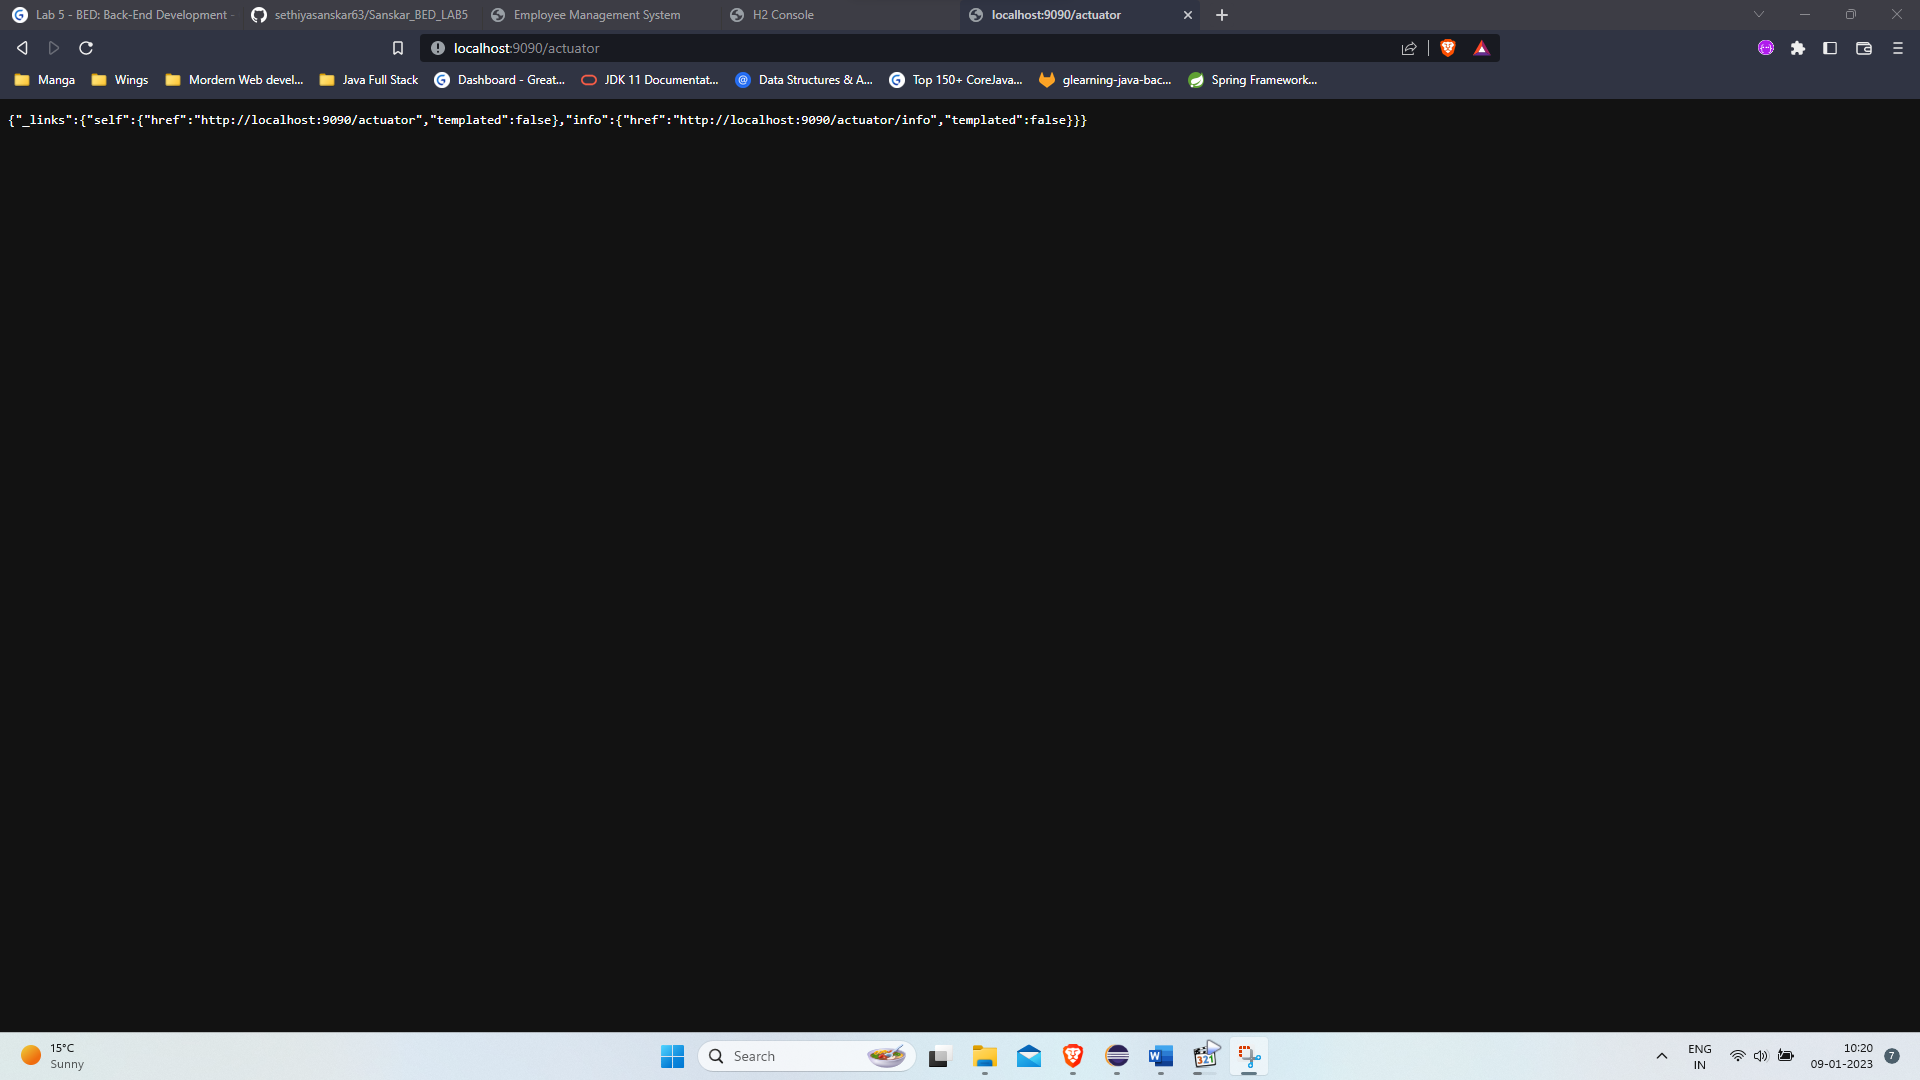 Lab 5 - BED: Back-End Development -
sethiyasanskar63/Sanskar_BED_LAB5
Employee Management System
H2 Console
localhost:9090/actuator
localhost:9090/actuator
Manga
Wings
Mordern Web devel...
Java Full Stack
Dashboard - Great...
JDK 11 Documentat...
Data Structures & A...
Top 150+ CoreJava...
glearning-java-bac...
Spring Framework...
{"_links":{"self":{"href":"http://localhost:9090/actuator","templated":false},"info":{"href":"http://localhost:9090/actuator/info","templated":false}}}
15°C
Sunny
Search
321
ENG
IN
10:20
09-01-2023
7